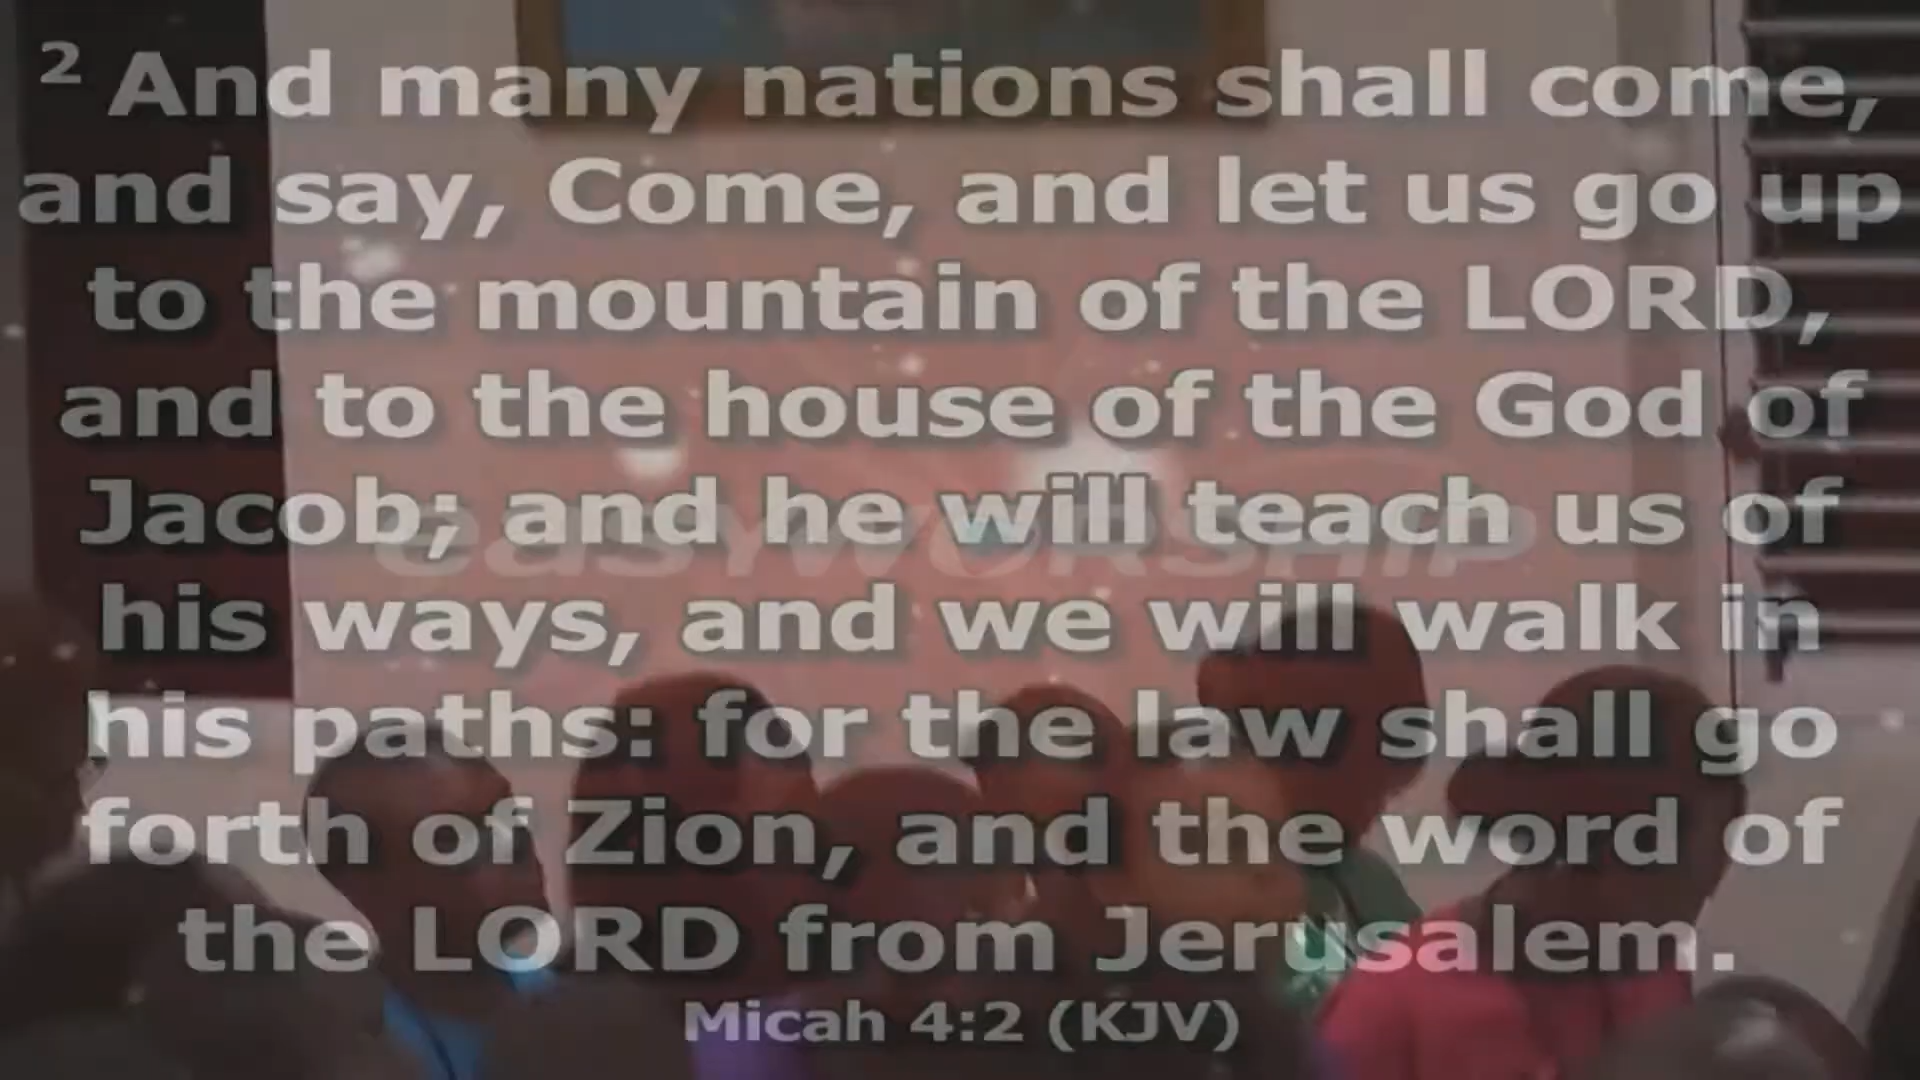 2 And many nations shall come,
and say, Come, and let us go up
to the mountain of the LORD,
and to the house of the God of
Jacob; and he will teach us of
easyworship
his ways, and we will walk in
his paths: for the law shall go
forth of Zion, and the word of
the LORD from Jerusalem.
Micah 4:2 (KJV)